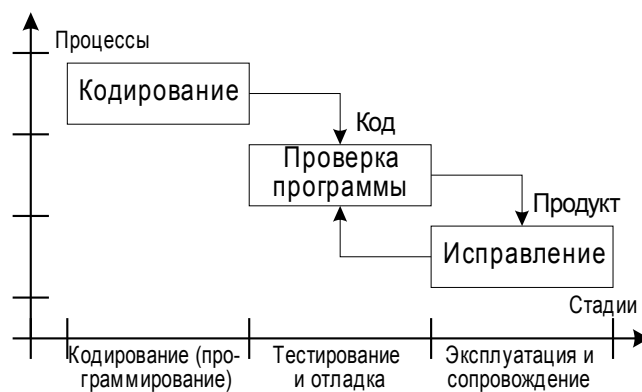 Процессы
Кодирование
Код
Проверка
программы
Продукт
Исправление
Стадии
Кодирование (про-
граммирование)
Тестирование
и отладка
Эксплуатация и
сопровождение